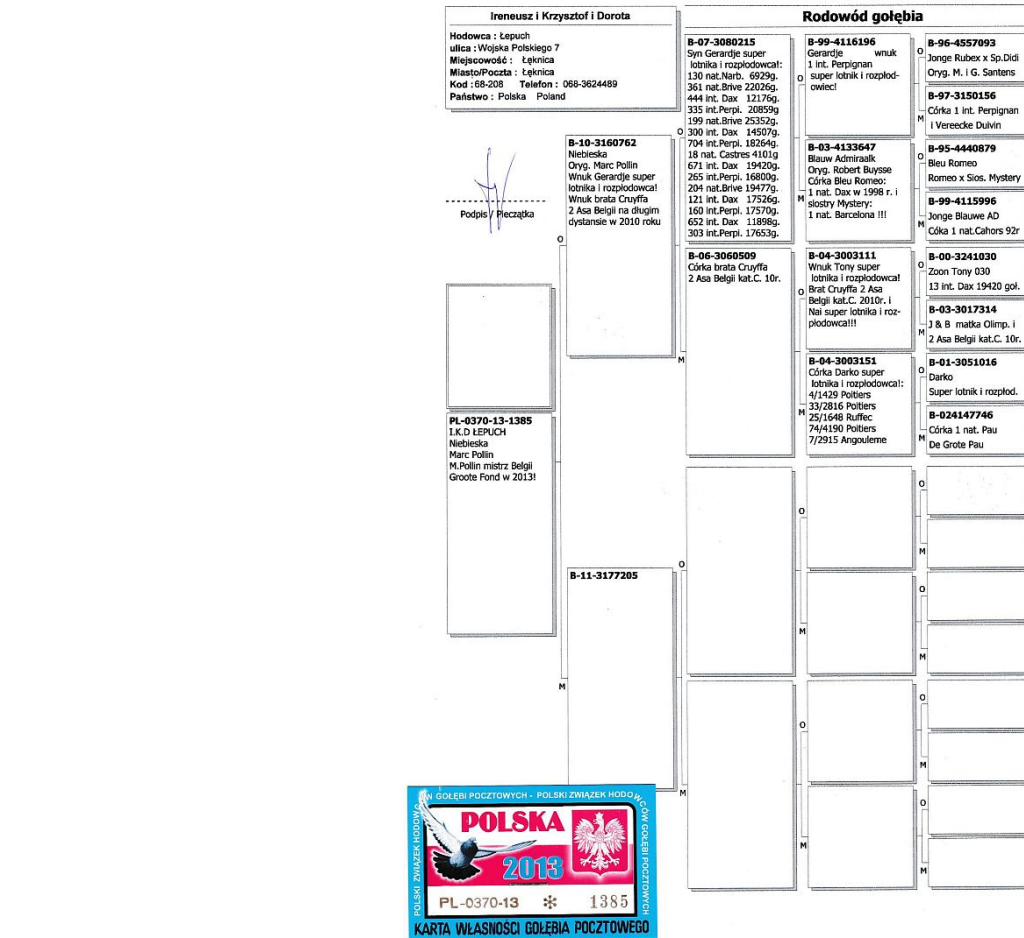 Ireneusz i Krzysztof i Dorota
Hodowca : Łepuch
ulica : Wojska Polskiego 7
Miejscowość : Łęknica
Miasto/Poczta : Łęknica
Kod : 68-208 Telefon : 068-3624489
Państwo : Polska Poland
Podpis / Pieczątka
Rodowód gołębia
PL-0370-13-1385
I.K.D ŁEPUCH
Niebieska
Marc Pollin
M.Pollin mistrz Belgii
Groote Fond w 2013!
O
B-10-3160762
Niebieska
Oryg. Marc Pollin
Wnuk Gerardje super
lotnika i rozpłodowca!
Wnuk brata Cruyffa
2 Asa Belgii na długim
dystansie w 2010 roku
M
B-11-3177205
O
B-07-3080215
Syn Gerardje super
lotnika i rozpłodowca!:
130 nat.Narb. 6929g.
361 nat.Brive 22026g.
444 int. Dax 12176g.
335 int.Perpi. 20859g
199 nat.Brive 25352g.
300 int. Dax 14507g.
704 int.Perpi. 18264g.
18 nat. Castres 4101g
671 int. Dax 19420g.
265 int.Perpi. 16800g.
204 nat.Brive 19477g.
121 int. Dax 17526g.
160 int.Perpi. 17570g.
652 int. Dax 11898g.
303 int.Perpi. 17653g.
M
B-06-3060509
Córka brata Cruyffa
2 Asa Belgii kat.C. 10r.
O
M
O
B-99-4116196
Gerardje wnuk
1 int. Perpignan
super lotnik i rozpłod-
owiec!
M
B-03-4133647
Blauw Admiraalk
Oryg. Robert Buysse
Córka Bleu Romeo:
1 nat. Dax w 1998 r. i
siostry Mystery:
1 nat. Barcelona !!!
O
B-04-3003111
Wnuk Tony super
lotnika i rozpłodowca!
Brat Cruyffa 2 Asa
Belgii kat.C. 2010r. i
Nai super lotnika i roz-
płodowca!!!
M
B-04-3003151
Córka Darko super
lotnika i rozpłodowca!:
4/1429 Poitiers
33/2816 Poitiers
25/1648 Ruffec
74/4190 Poitiers
7/2915 Angouleme
O
M
O
M
O
B-96-4557093
Jonge Rubex x Sp.Didi
Oryg. M. i G. Santens
M
B-97-3150156
Córka 1 int. Perpignan
i Vereecke Duivin
O
B-95-4440879
Bleu Romeo
Romeo x Sios. Mystery
M
B-99-4115996
Jonge Blauwe AD
Cóka 1 nat.Cahors 92r
O
B-00-3241030
Zoon Tony 030
13 int. Dax 19420 goł.
M
B-03-3017314
J & B matka Olimp. i
2 Asa Belgii kat.C. 10r.
O
B-01-3051016
Darko
Super lotnik i rozpłod.
M
B-024147746
Córka 1 nat. Pau
De Grote Pau
O
M
O
M
O
M
O
M
POLSKI ZWIĄZEK HODOWCÓW GOŁĘBI POCZTOWYCH - POLSKI ZWIĄZEK HODOWCÓW GOŁĘBI POCZTOWYCH
POLSKA
2013
PL-0370-13 * 1385
KARTA WŁASNOŚCI GOŁĘBIA POCZTOWEGO